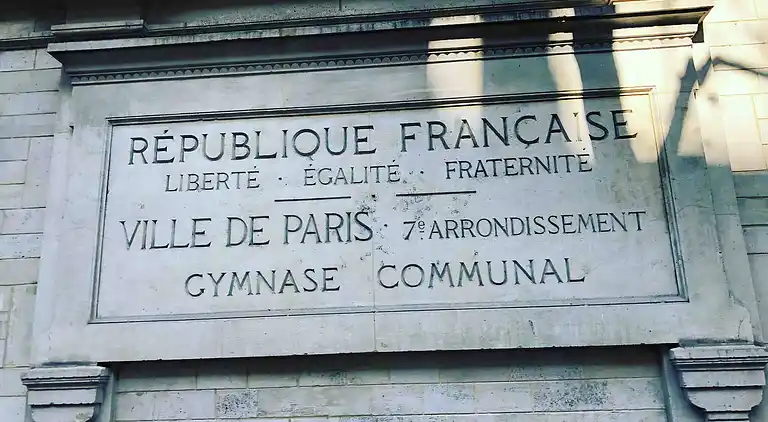 RÉPUBLIQUE FRANÇAISE
LIBERTÉ · ÉGALITÉ · FRATERNITÉ
VILLE DE PARIS · 7e ARRONDISSEMENT
GYMNASE COMMUNAL